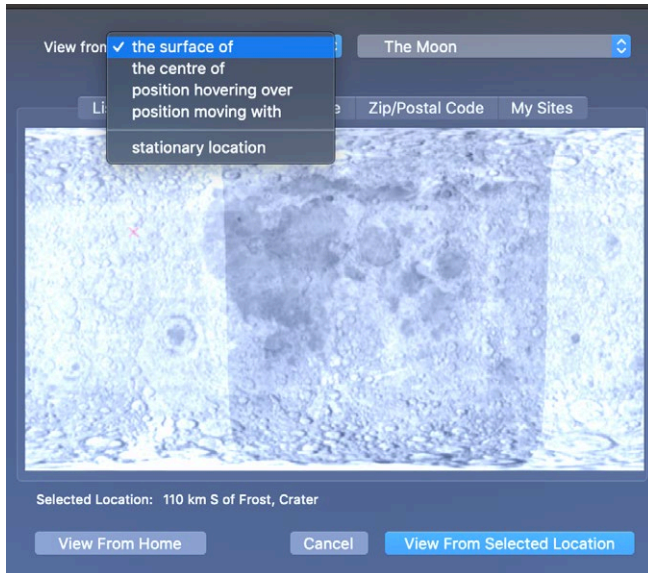 View from ✓ the surface of The Moon
the centre of
position hovering over
position moving with
stationary location
Zip/Postal Code My Sites
Selected Location: 110 km S of Frost, Crater
View From Home Cancel View From Selected Location